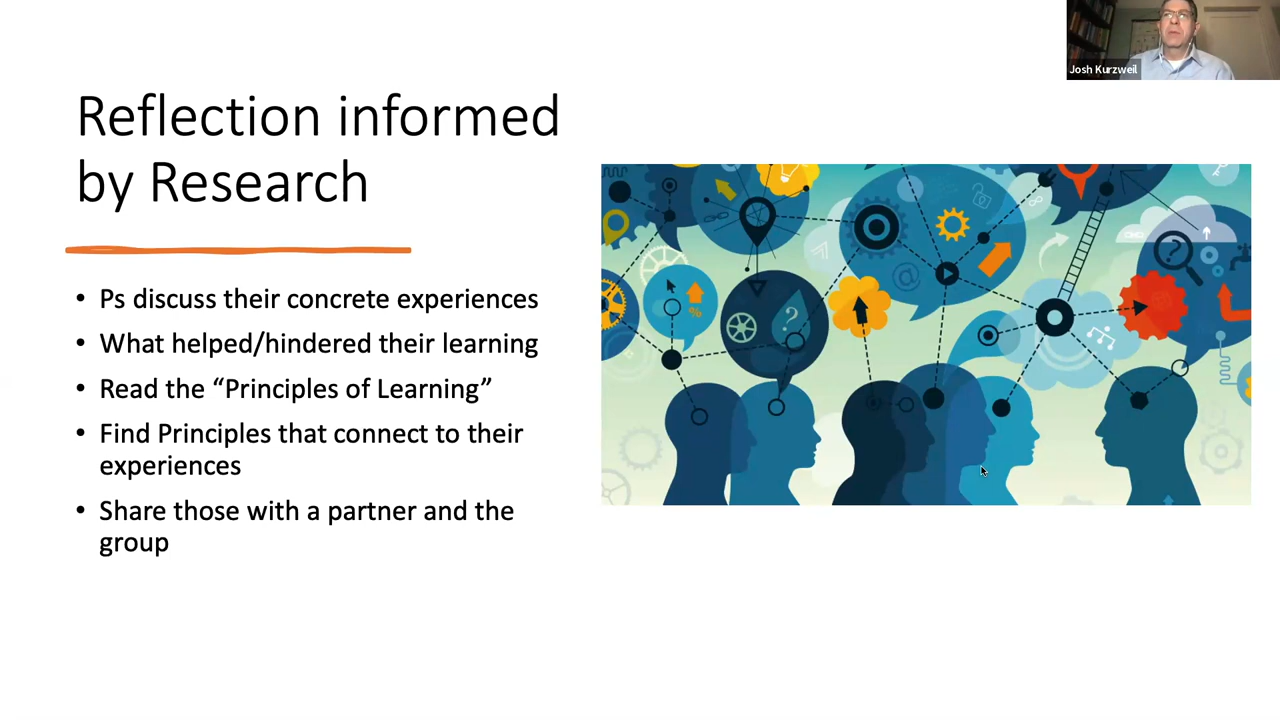 Josh Kurzweil
Reflection informed
by Research
• Ps discuss their concrete experiences
• What helped/hindered their learning
• Read the “Principles of Learning”
• Find Principles that connect to their
experiences
• Share those with a partner and the
group
@
?
%